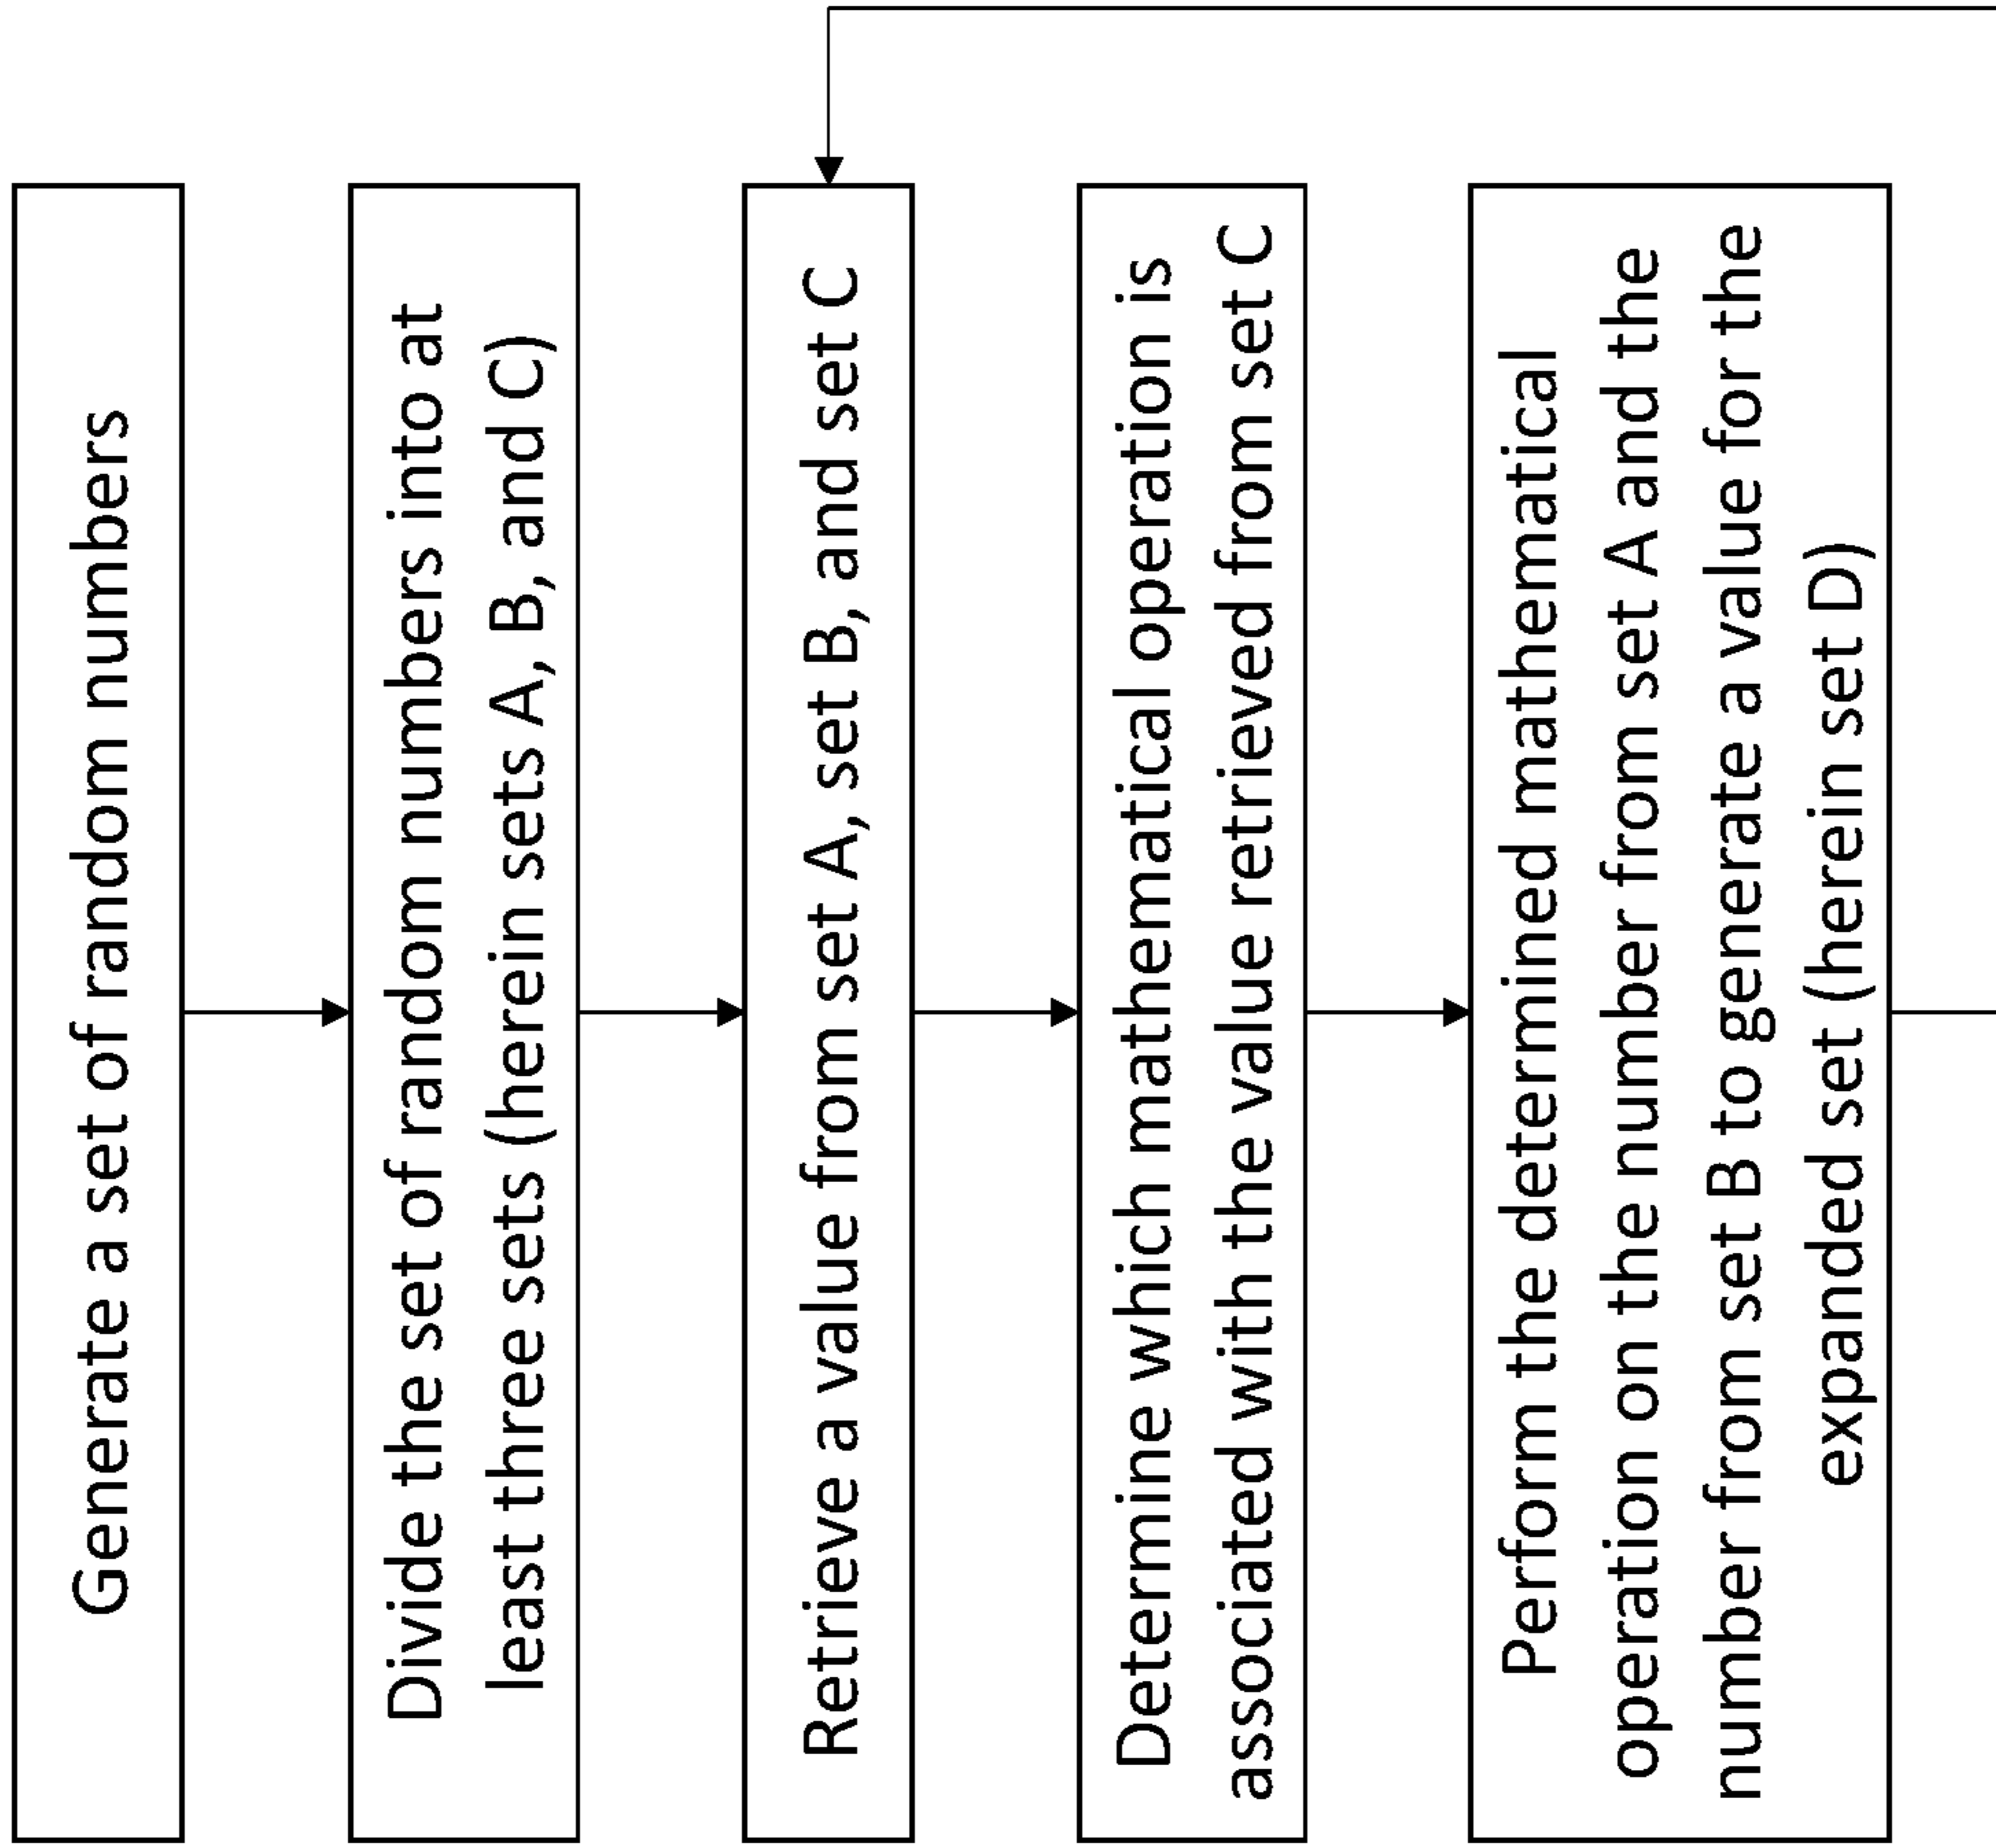 Generate a set of random numbers
Divide the set of random numbers into at
least three sets (herein sets A, B, and C)
Retrieve a value from set A, set B, and set C
Determine which mathematical operation is
associated with the value retrieved from set C
Perform the determined mathematical
operation on the number from set A and the
number from set B to generate a value for the
expanded set (herein set D)